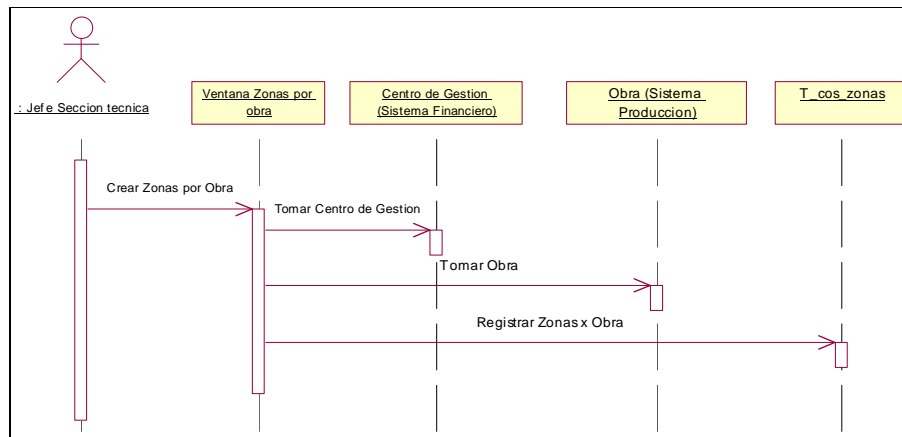 : Jefe Seccion tecnica
Ventana Zonas por
obra
Centro de Gestion
(Sistema Financiero)
Obra (Sistema
Produccion)
T_cos_zonas
Crear Zonas por Obra
Tomar Centro de Gestion
Tomar Obra
Registrar Zonas x Obra